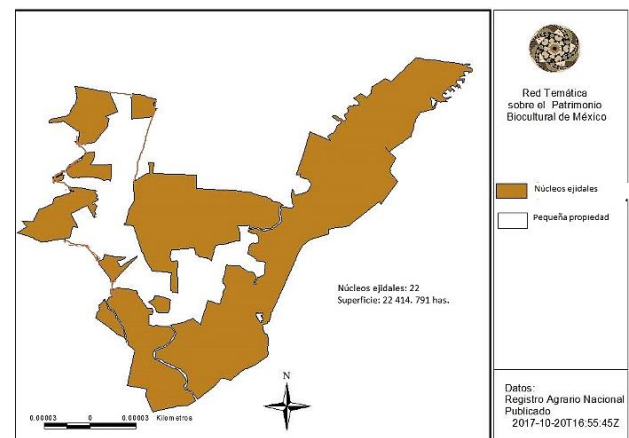 Red Temática
sobre el Patrimonio
Biocultural de México
Núcleos ejidales
Pequeña propiedad
Núcleos ejidales: 22
Superficie: 22 414. 791 has.
N
0.00003 0 0.00003 Kilometros
Datos:
Registro Agrario Nacional
Publicado
2017-10-20T16:55:45Z